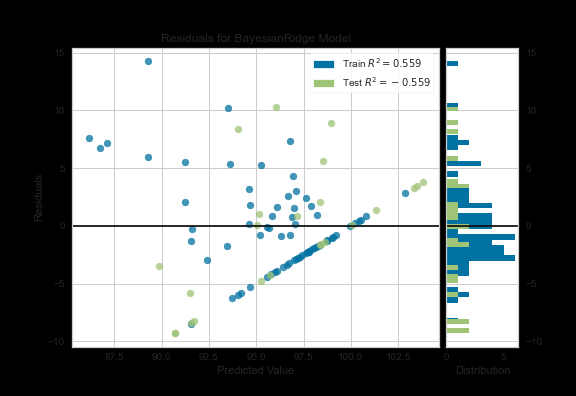 Residuals for BayesianRidge Model
Train R² = 0.559
Test R² = −0.559
Residuals
15
10
5
0
−5
−10
87.5 90.0 92.5 95.0 97.5 100.0 102.5
Predicted Value
15
10
5
0
−5
−10
0 5
Distribution